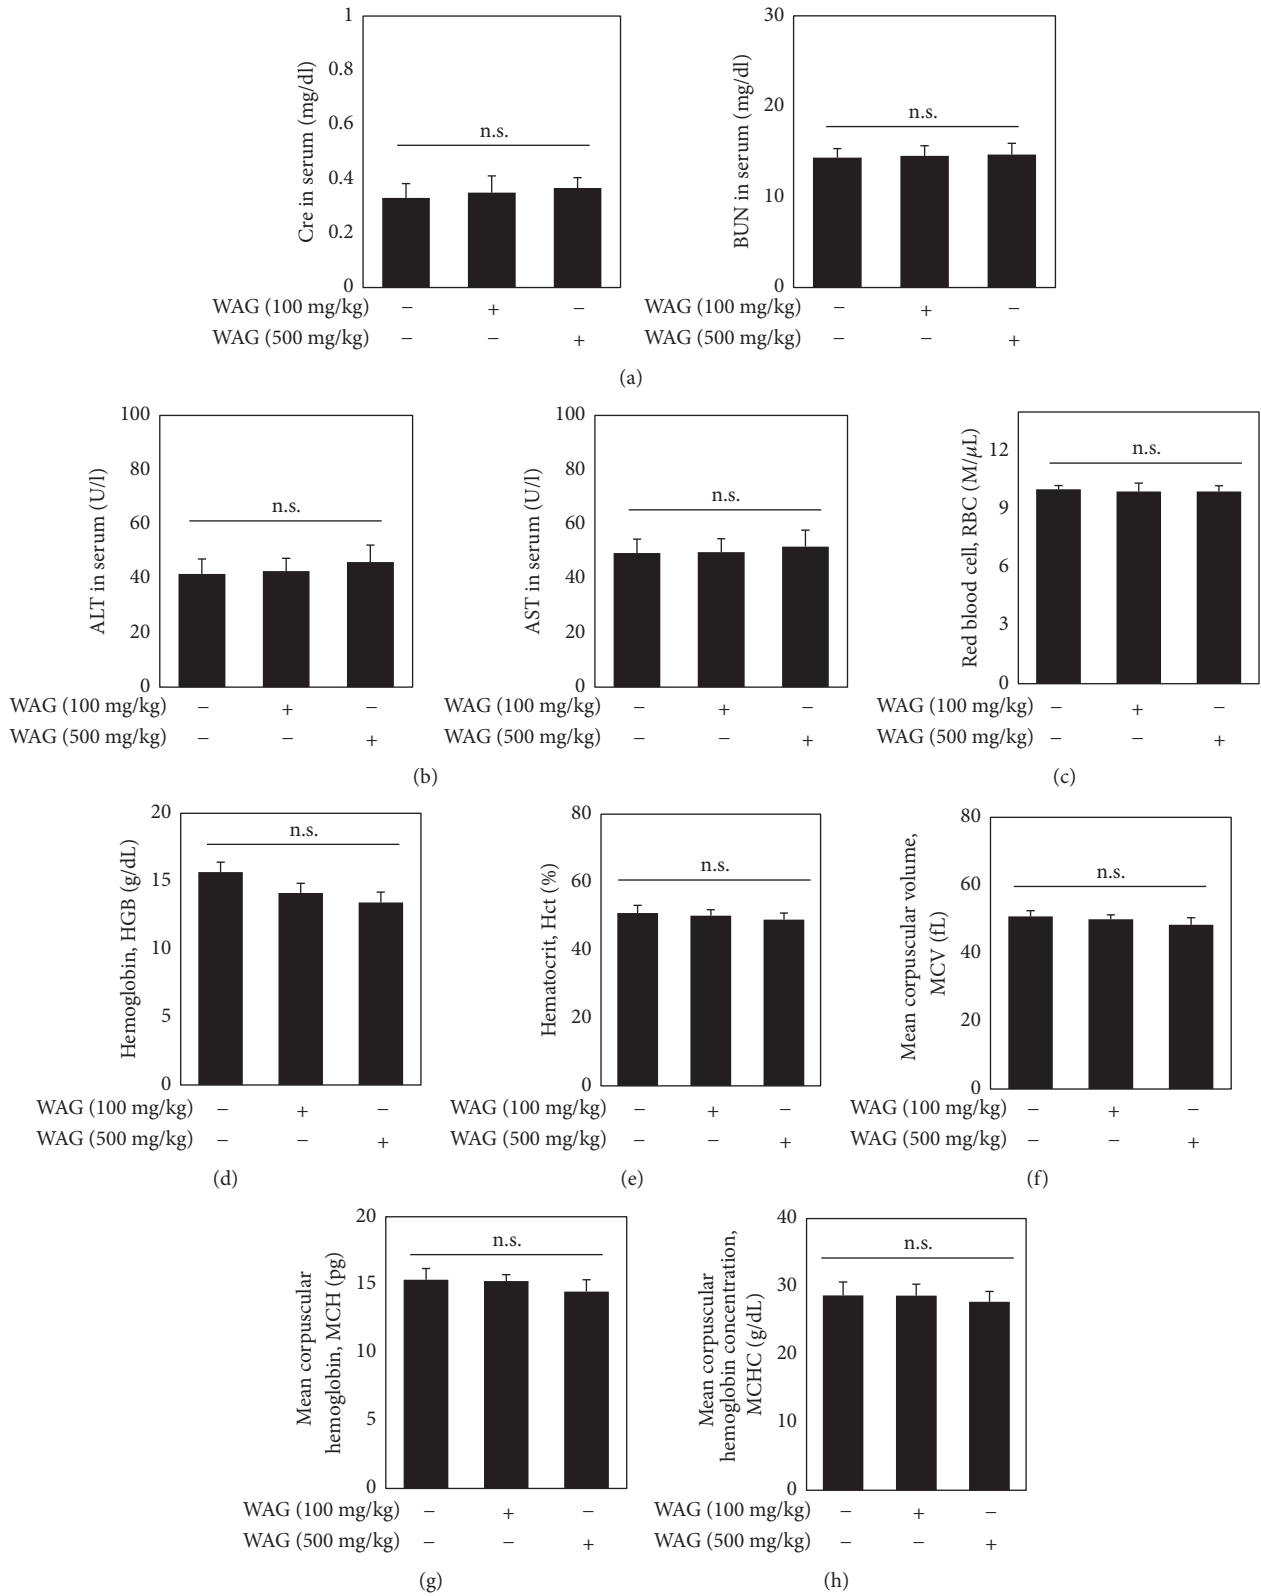 Cre in serum (mg/dl)
1
0.8
0.6
0.4
0.2
0
n.s.
WAG (100 mg/kg) − + −
WAG (500 mg/kg) − − +
BUN in serum (mg/dl)
30
20
10
0
n.s.
WAG (100 mg/kg) − + −
WAG (500 mg/kg) − − +
(a)
ALT in serum (U/l)
100
80
60
40
20
0
n.s.
WAG (100 mg/kg) − + −
WAG (500 mg/kg) − − +
AST in serum (U/l)
100
80
60
40
20
0
n.s.
WAG (100 mg/kg) − + −
WAG (500 mg/kg) − − +
(b)
Red blood cell, RBC (M/μL)
12
9
6
3
0
n.s.
WAG (100 mg/kg) − + −
WAG (500 mg/kg) − − +
(c)
Hemoglobin, HGB (g/dL)
20
15
10
5
0
n.s.
WAG (100 mg/kg) − + −
WAG (500 mg/kg) − − +
(d)
Hematocrit, Hct (%)
80
60
40
20
0
n.s.
WAG (100 mg/kg) − + −
WAG (500 mg/kg) − − +
(e)
Mean corpuscular volume,
MCV (fL)
80
60
40
20
0
n.s.
WAG (100 mg/kg) − + −
WAG (500 mg/kg) − − +
(f)
Mean corpuscular
hemoglobin, MCH (pg)
20
15
10
5
0
n.s.
WAG (100 mg/kg) − + −
WAG (500 mg/kg) − − +
(g)
Mean corpuscular
hemoglobin concentration,
MCHC (g/dL)
40
30
20
10
0
n.s.
WAG (100 mg/kg) − + −
WAG (500 mg/kg) − − +
(h)